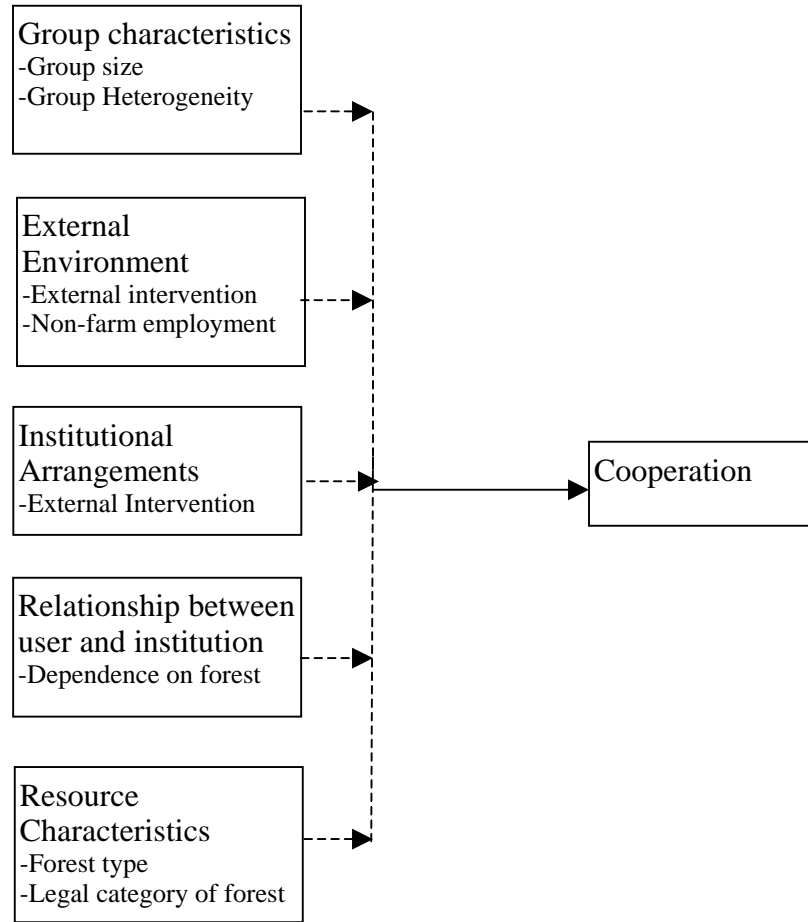 Group characteristics
-Group size
-Group Heterogeneity
External
Environment
-External intervention
-Non-farm employment
Institutional
Arrangements
-External Intervention
Cooperation
Relationship between
user and institution
-Dependence on forest
Resource
Characteristics
-Forest type
-Legal category of forest